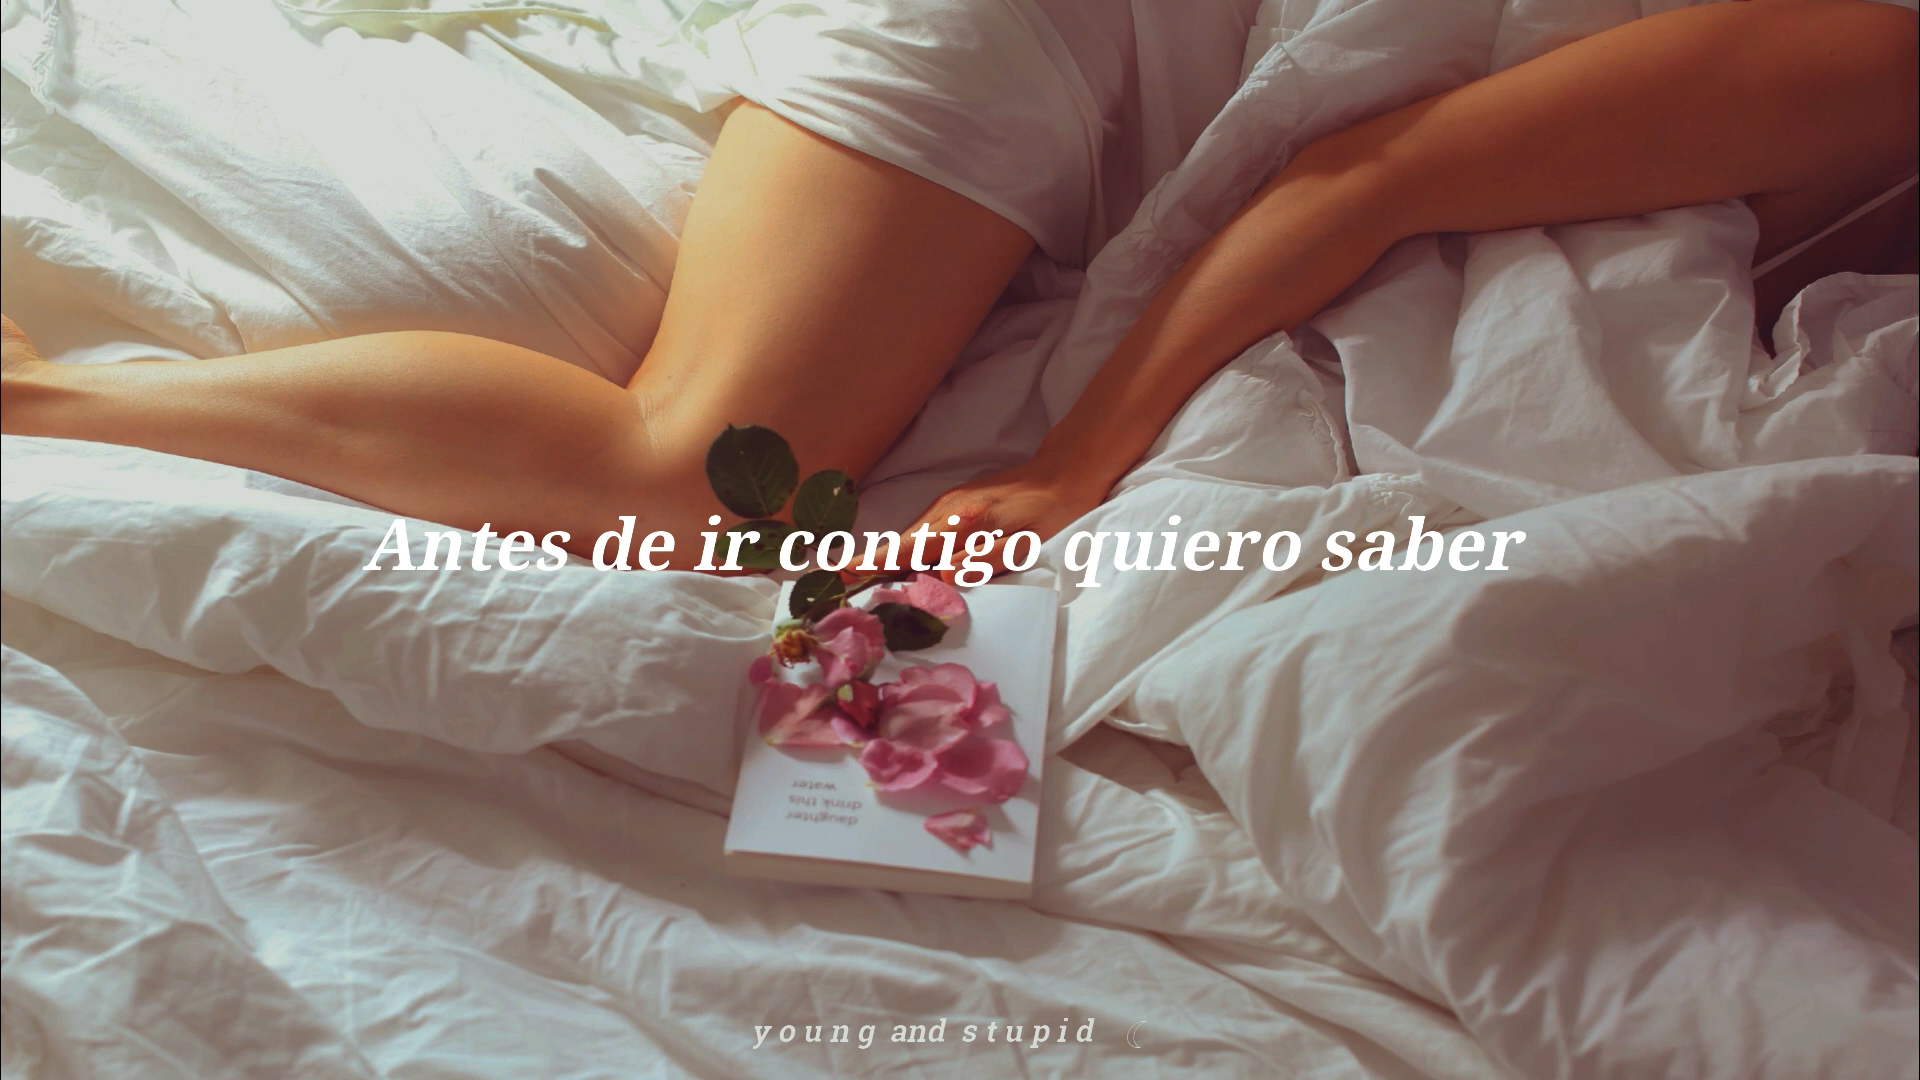 Antes de ir contigo quiero saber
water
drink this
daughter
young and stupid ☾